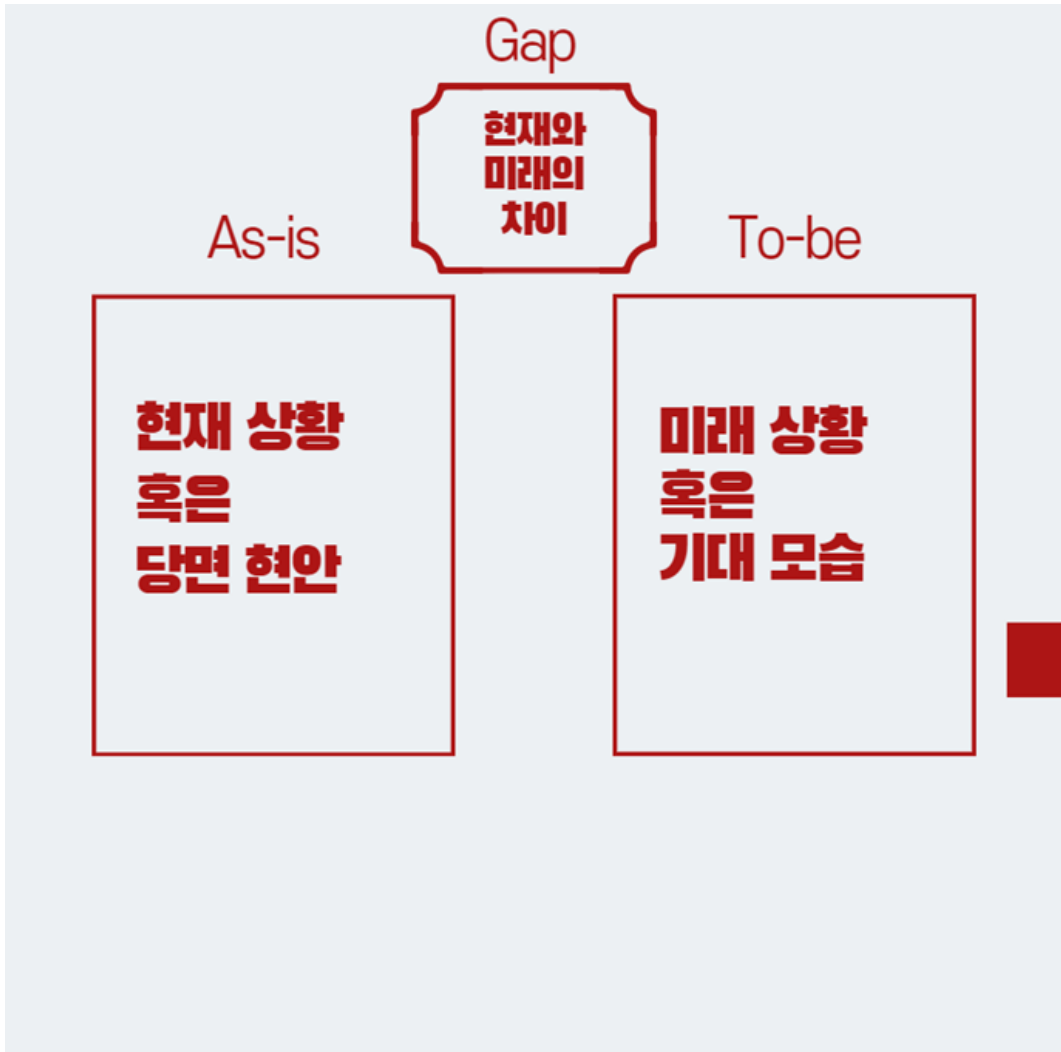 Gap
현재와
미래의
차이
As-is
현재 상황
혹은
당면 현안
To-be
미래 상황
혹은
기대 모습